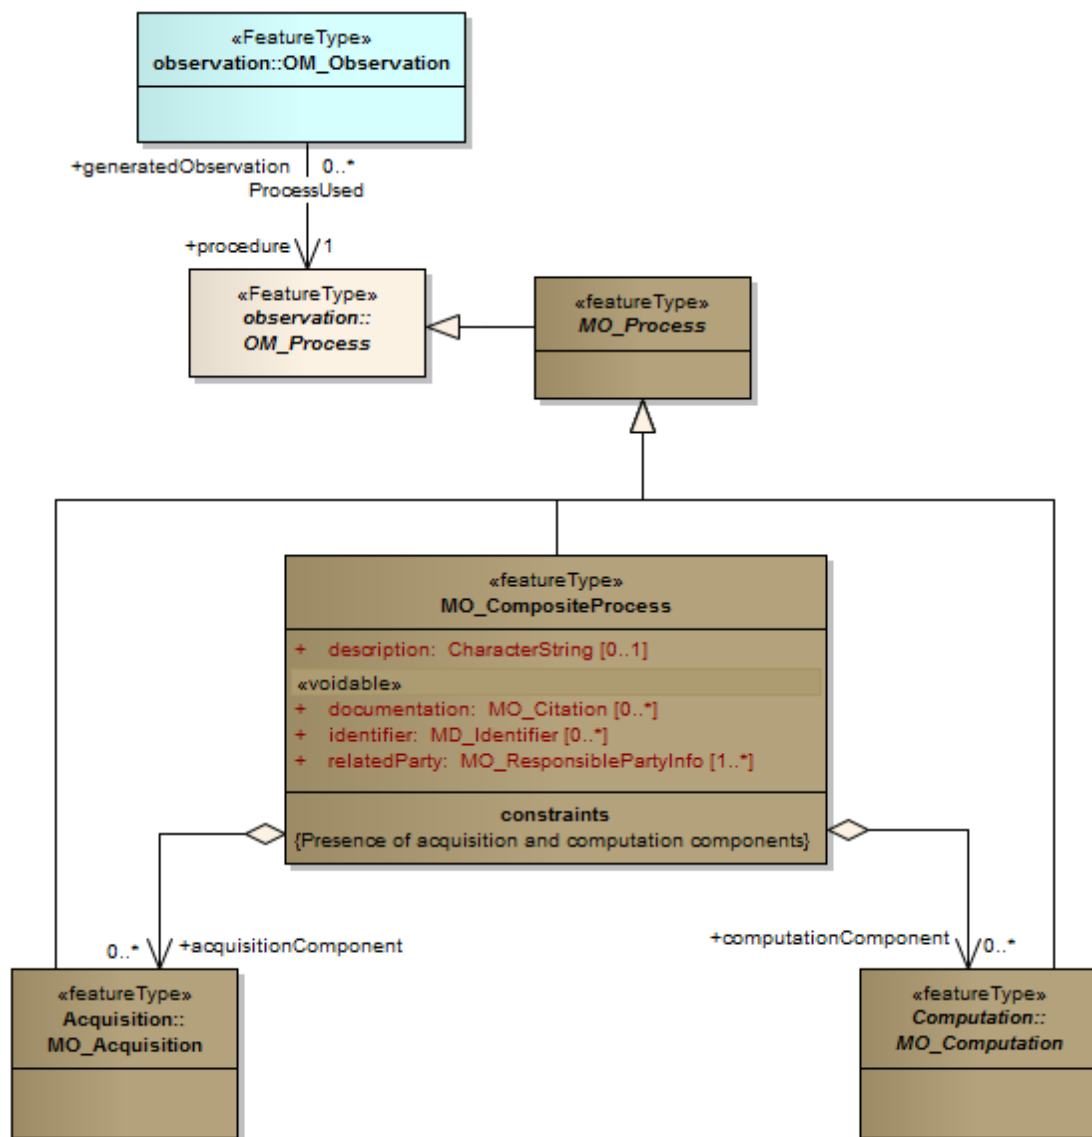 «FeatureType»
observation::OM_Observation
+generatedObservation 0..*
ProcessUsed
+procedure 1
«FeatureType»
observation::
OM_Process
«featureType»
MO_Process
«featureType»
MO_CompositeProcess
+ description: CharacterString [0..1]
«voidable»
+ documentation: MO_Citation [0..*]
+ identifier: MD_Identifier [0..*]
+ relatedParty: MO_ResponsiblePartyInfo [1..*]
constraints
{Presence of acquisition and computation components}
0..* +acquisitionComponent
+computationComponent 0..*
«featureType»
Acquisition::
MO_Acquisition
«featureType»
Computation::
MO_Computation